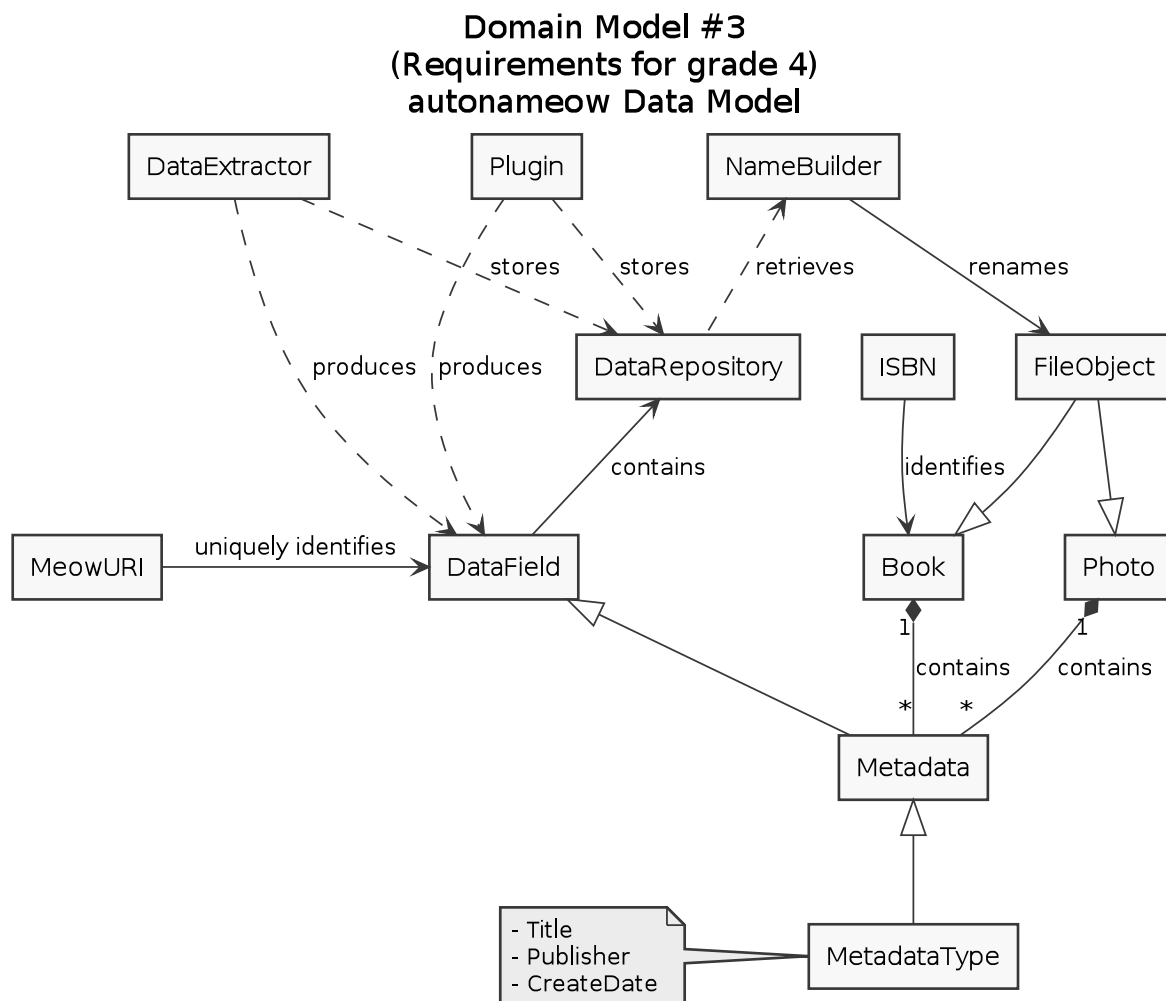 Domain Model #3
(Requirements for grade 4)
autonameow Data Model
DataExtractor
Plugin
NameBuilder
stores
stores
retrieves
renames
produces
produces
DataRepository
ISBN
FileObject
contains
identifies
uniquely identifies
MeowURI
DataField
Book
Photo
1
1
contains
contains
*
*
Metadata
- Title
- Publisher
- CreateDate
MetadataType